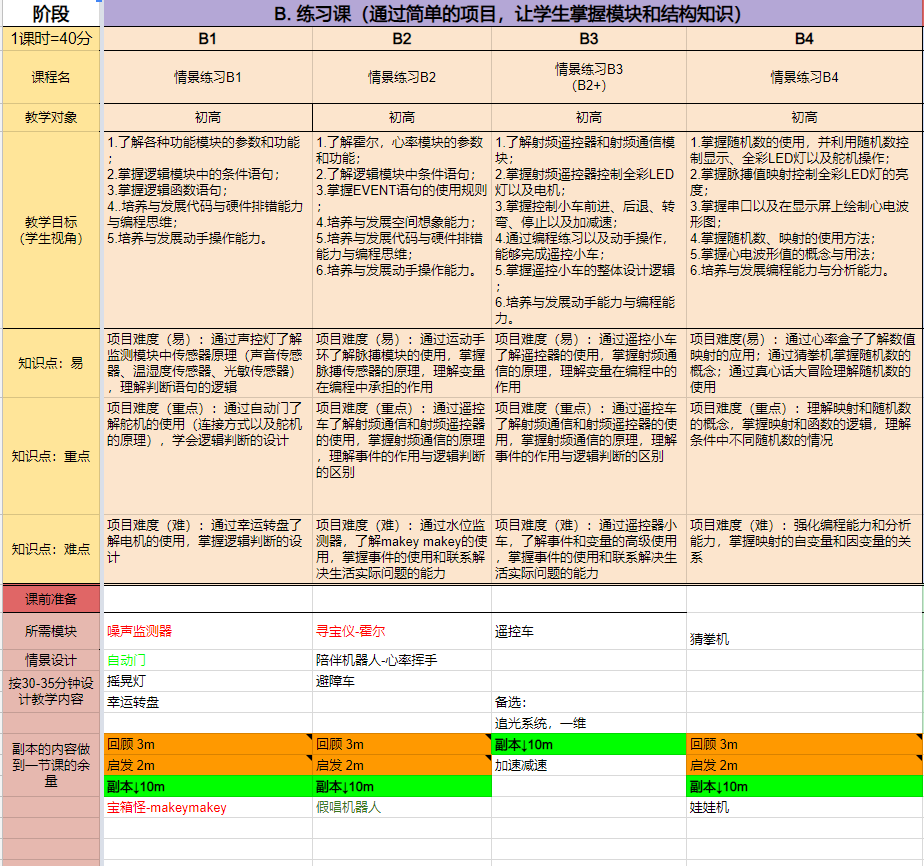 阶段
B. 练习课（通过简单的项目，让学生掌握模块和结构知识）
1课时=40分
B1
B2
B3
B4
课程名
情景练习B1
情景练习B2
情景练习B3
（B2+）
情景练习B4
教学对象
初高
初高
初高
初高
教学目标
（学生视角）
1.了解各种功能模块的参数和功能
；
2.掌握逻辑模块中的条件语句；
3.掌握逻辑函数语句；
4..培养与发展代码与硬件排错能力
与编程思维；
5.培养与发展动手操作能力。
1.了解霍尔，心率模块的参数
和功能；
2.了解逻辑模块中条件语句；
3.掌握EVENT语句的使用规则
；
4.培养与发展空间想象能力；
5.培养与发展代码与硬件排错
能力与编程思维；
6.培养与发展动手操作能力。
1.了解射频遥控器和射频通信模
块；
2.掌握射频遥控器控制全彩LED
灯以及电机；
3.掌握控制小车前进、后退、转
弯、停止以及加减速；
4.通过编程练习以及动手操作，
能够完成遥控小车；
5.掌握遥控小车的整体设计逻辑
；
6.培养与发展动手能力与编程能
力。
1.掌握随机数的使用，并利用随机数控
制显示、全彩LED灯以及舵机操作；
2.掌握脉搏值映射控制全彩LED灯的亮
度；
3.掌握串口以及在显示屏上绘制心电波
形图；
4.掌握随机数、映射的使用方法；
5.掌握心电波形值的概念与用法；
6.培养与发展编程能力与分析能力。
知识点：易
项目难度（易）：通过声控灯了解
监测模块中传感器原理（声音传感
器、温湿度传感器、光敏传感器）
，理解判断语句的逻辑
项目难度（易）：通过运动手
环了解脉搏模块的使用，掌握
脉搏传感器的原理，理解变量
在编程中承担的作用
项目难度（易）：通过遥控小车
了解遥控器的使用，掌握射频通
信的原理，理解变量在编程中的
作用
项目难度(易）：通过心率盒子了解数值
映射的应用；通过猜拳机掌握随机数的
概念；通过真心话大冒险理解随机数的
使用
知识点：重点
项目难度（重点）：通过自动门了
解舵机的使用（连接方式以及舵机
的原理），学会逻辑判断的设计
项目难度（重点）：通过遥控
车了解射频通信和射频遥控器
的使用，掌握射频通信的原理
，理解事件的作用与逻辑判断
的区别
项目难度（重点）：通过遥控车
了解射频通信和射频遥控器的使
用，掌握射频通信的原理，理解
事件的作用与逻辑判断的区别
项目难度（重点）：理解映射和随机数
的概念，掌握映射和函数的逻辑，理解
条件中不同随机数的情况
知识点：难点
项目难度（难）：通过幸运转盘了
解电机的使用，掌握逻辑判断的设
计
项目难度（难）：通过水位监
测器，了解makey makey的使
用，掌握事件的使用和联系解
决生活实际问题的能力
项目难度（难）：通过遥控器小
车，了解事件和变量的高级使用
，掌握事件的使用和联系解决生
活实际问题的能力
项目难度（难）：强化编程能力和分析
能力，掌握映射的自变量和因变量的关
系
课前准备
所需模块
噪声监测器
寻宝仪-霍尔
遥控车
猜拳机
情景设计
自动门
陪伴机器人-心率挥手
按30-35分钟设
计教学内容
摇晃灯
避障车
幸运转盘
备选：
追光系统，一维
副本的内容做
到一节课的余
量
回顾 3m
回顾 3m
副本↓10m
回顾 3m
启发 2m
启发 2m
加速减速
启发 2m
副本↓10m
副本↓10m
副本↓10m
宝箱怪-makeymakey
假唱机器人
娃娃机